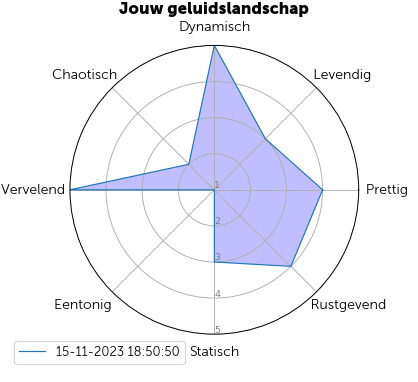 Jouw geluidslandschap
Dynamisch
Chaotisch
Levendig
Vervelend
1
Prettig
2
3
4
Eentonig
Rustgevend
5
15-11-2023 18:50:50
Statisch